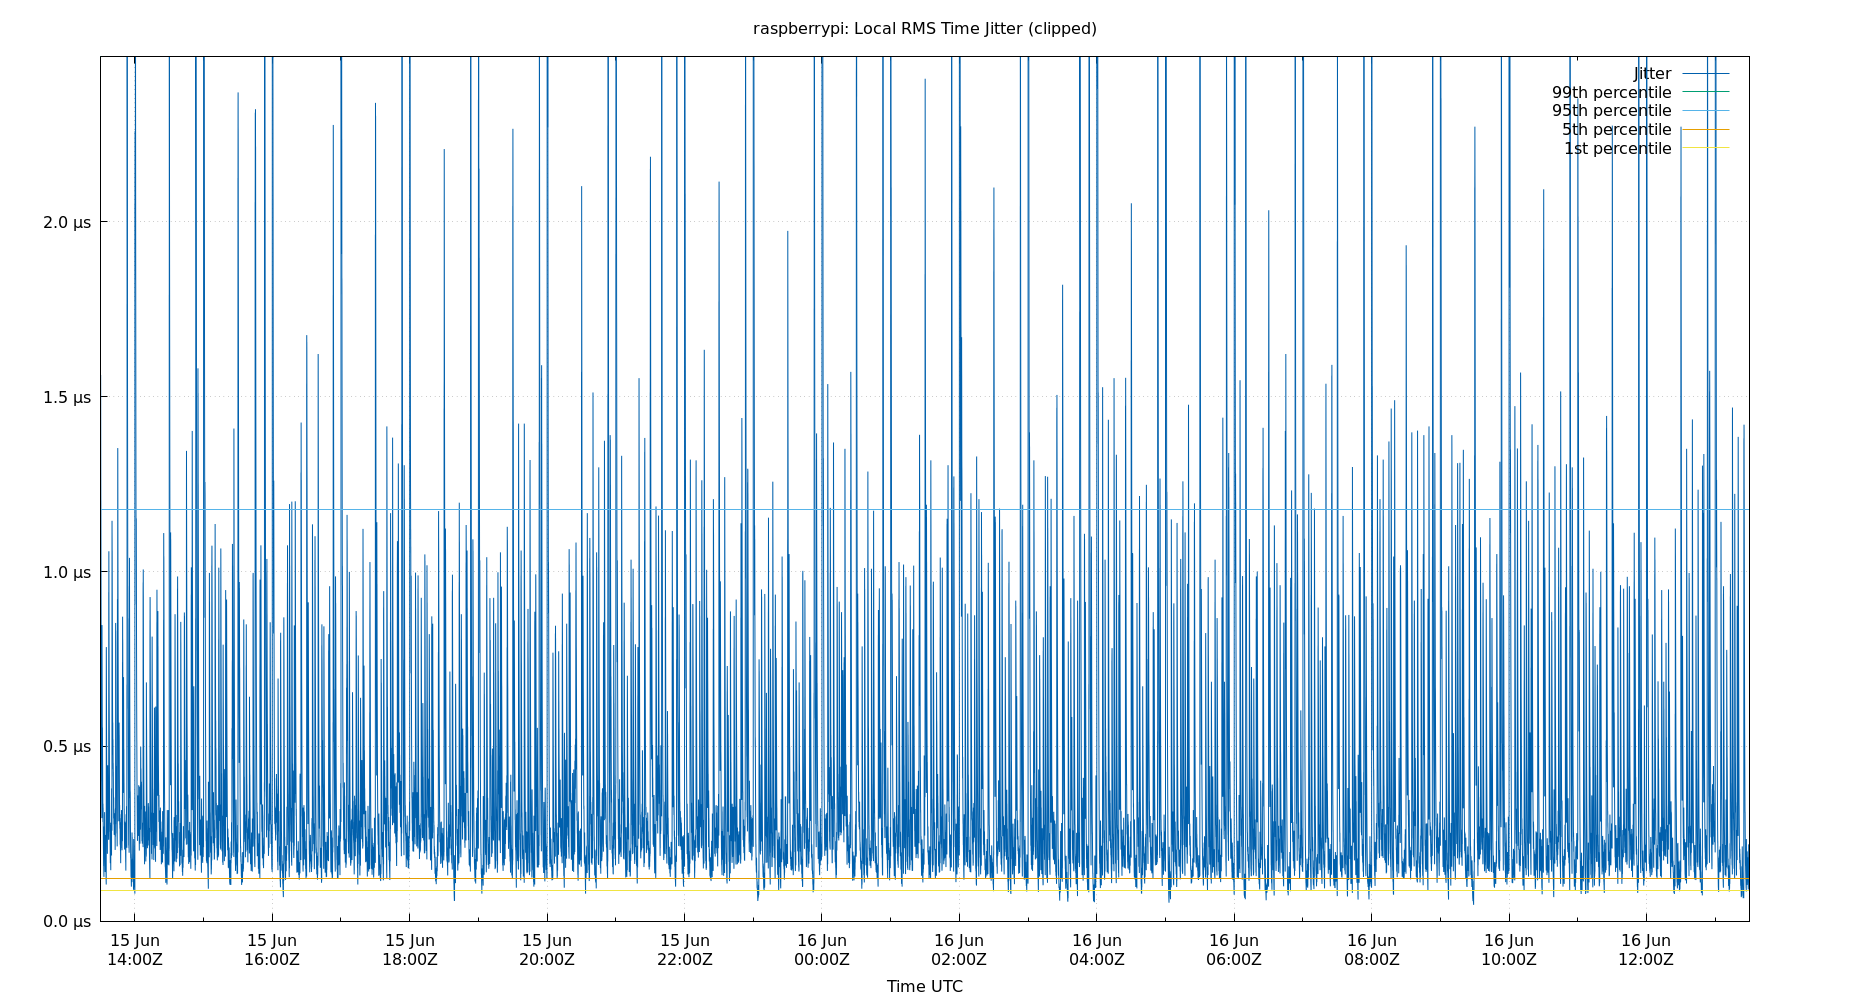 raspberrypi: Local RMS Time Jitter (clipped)
Jitter
99th percentile
95th percentile
5th percentile
1st percentile
2.0 µs
1.5 µs
1.0 µs
0.5 µs
0.0 µs
15 Jun 15 Jun 15 Jun 15 Jun 15 Jun 16 Jun 16 Jun 16 Jun 16 Jun 16 Jun 16 Jun 16 Jun
14:00Z 16:00Z 18:00Z 20:00Z 22:00Z 00:00Z 02:00Z 04:00Z 06:00Z 08:00Z 10:00Z 12:00Z
Time UTC